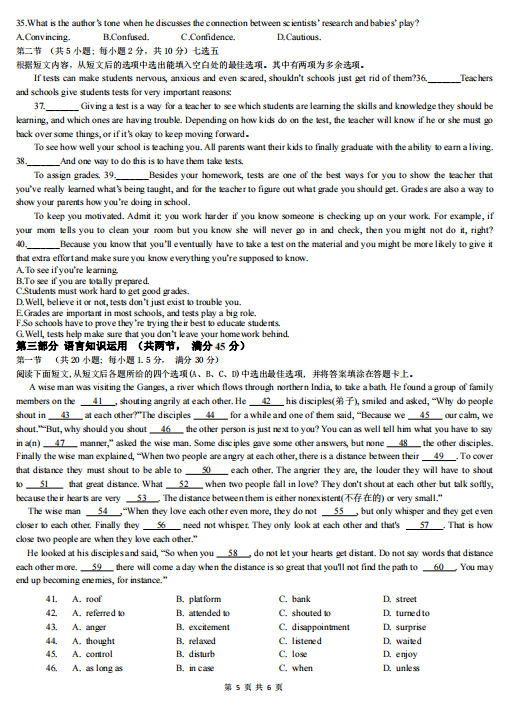 35.What is the author's tone when he discusses the connection between scientists' research and babies' play?
A.Convincing. B.Confused. C.Confidence. D.Cautious.
第二节 （共 5 小题; 每小题 2 分, 共 10 分）七选五
根据短文内容, 从短文后的选项中选出能填入空白处的最佳选项。其中有两项为多余选项。
If tests can make students nervous, anxious and even scared, shouldn't schools just get rid of them?36._______Teachers
and schools give students tests for very important reasons:
37._______ Giving a test is a way for a teacher to see which students are learning the skills and knowledge they should be
learning, and which ones are having trouble. Depending on how kids do on the test, the teacher will know if he or she must go
back over some things, or if it's okay to keep moving forward.
To see how well your school is teaching you. All parents want their kids to finally graduate with the ability to earn a living.
38._______And one way to do this is to have them take tests.
To assign grades. 39._______Besides your homework, tests are one of the best ways for you to show the teacher that
you've really learned what's being taught, and for the teacher to figure out what grade you should get. Grades are also a way to
show your parents how you're doing in school.
To keep you motivated. Admit it: you work harder if you know someone is checking up on your work. For example, if
your mom tells you to clean your room but you know she will never go in and check, then you might not do it, right?
40._______Because you know that you'll eventually have to take a test on the material and you might be more likely to give it
that extra effort and make sure you know everything you're supposed to know.
A.To see if you're learning.
B.To see if you are totally prepared.
C.Students must work hard to get good grades.
D.Well, believe it or not, tests don't just exist to trouble you.
E.Grades are important in most schools, and tests play a big role.
F.So schools have to prove they're trying their best to educate students.
G.Well, tests help make sure that you don't leave your homework behind.
第三部分 语言知识运用 （共两节， 满分 45 分）
第一节 （共 20 小题; 每小题 1.5 分， 满分 30 分）
阅读下面短文,从短文后各题所给的四个选项(A、B、C、D)中选出最佳选项，并将答案填涂在答题卡上。
A wise man was visiting the Ganges, a river which flows through northern India, to take a bath. He found a group of family
members on the 41 , shouting angrily at each other. He 42 his disciples(弟子), smiled and asked, "Why do people
shout in 43 at each other?"The disciples 44 for a while and one of them said, "Because we 45 our calm, we
shout."“But, why should you shout 46 the other person is just next to you? You can as well tell him what you have to say
in a(n) 47 manner," asked the wise man. Some disciples gave some other answers, but none 48 the other disciples.
Finally the wise man explained, "When two people are angry at each other, there is a distance between their 49 . To cover
that distance they must shout to be able to 50 each other. The angrier they are, the louder they will have to shout
to 51 that great distance. What 52 when two people fall in love? They don't shout at each other but talk softly,
because their hearts are very 53 . The distance between them is either nonexistent(不存在的) or very small."
The wise man 54 ,"When they love each other even more, they do not 55 , but only whisper and they get even
closer to each other. Finally they 56 need not whisper. They only look at each other and that's 57 . That is how
close two people are when they love each other."
He looked at his disciples and said, "So when you 58 , do not let your hearts get distant. Do not say words that distance
each other more. 59 there will come a day when the distance is so great that you'll not find the path to 60 . You may
end up becoming enemies, for instance."
41. A. roof B. platform C. bank D. street
42. A. referred to B. attended to C. shouted to D. turned to
43. A. anger B. excitement C. disappointment D. surprise
44. A. thought B. relaxed C. listened D. waited
45. A. control B. disturb C. lose D. enjoy
46. A. as long as B. in case C. when D. unless
第 5 页 共 6 页